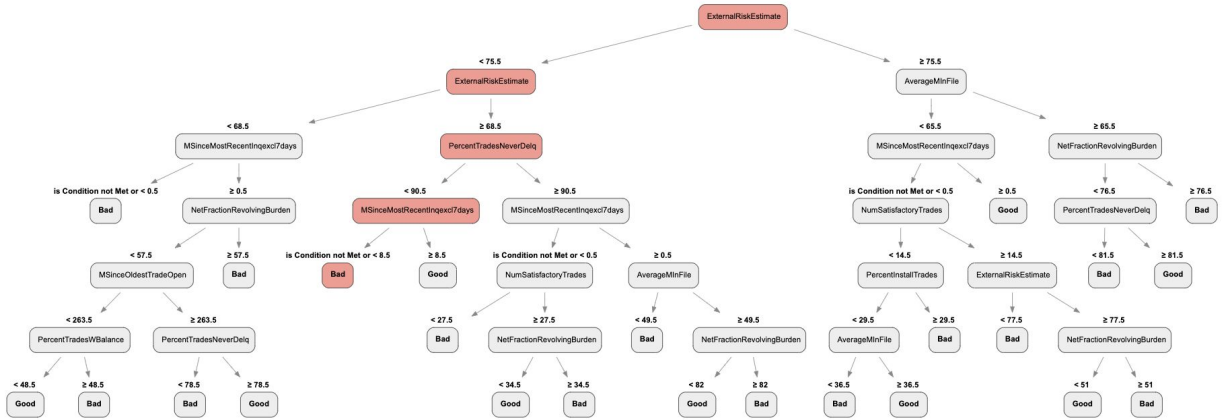 ExternalRiskEstimate
< 75.5 ≥ 75.5
ExternalRiskEstimate AverageMInFile
< 68.5 ≥ 68.5 < 65.5 ≥ 65.5
MSinceMostRecentInqexcl7days PercentTradesNeverDelq MSinceMostRecentInqexcl7days NetFractionRevolvingBurden
is Condition not Met or < 0.5 ≥ 0.5 < 90.5 ≥ 90.5 is Condition not Met or < 0.5 ≥ 0.5 < 76.5 ≥ 76.5
Bad NetFractionRevolvingBurden MSinceMostRecentInqexcl7days MSinceMostRecentInqexcl7days NumSatisfactoryTrades Good PercentTradesNeverDelq Bad
< 57.5 ≥ 57.5 is Condition not Met or < 8.5 ≥ 8.5 is Condition not Met or < 0.5 ≥ 0.5 < 14.5 ≥ 14.5 < 81.5 ≥ 81.5
MSinceOldestTradeOpen Bad Bad Good NumSatisfactoryTrades AverageMInFile PercentInstallTrades ExternalRiskEstimate Bad Good
< 263.5 ≥ 263.5 < 27.5 ≥ 27.5 < 49.5 ≥ 49.5 < 29.5 ≥ 29.5 < 77.5 ≥ 77.5
PercentTradesWBalance PercentTradesNeverDelq Bad NetFractionRevolvingBurden Bad NetFractionRevolvingBurden AverageMInFile Bad Bad NetFractionRevolvingBurden
< 48.5 ≥ 48.5 < 78.5 ≥ 78.5 < 34.5 ≥ 34.5 < 82 ≥ 82 < 36.5 ≥ 36.5 < 51 ≥ 51
Good Bad Bad Good Good Bad Good Bad Bad Good Good Bad